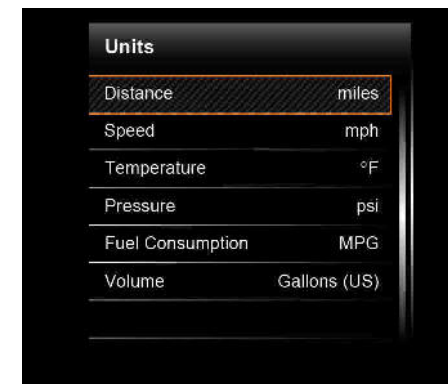 Units
Distance miles
Speed mph
Temperature °F
Pressure psi
Fuel Consumption MPG
Volume Gallons (US)